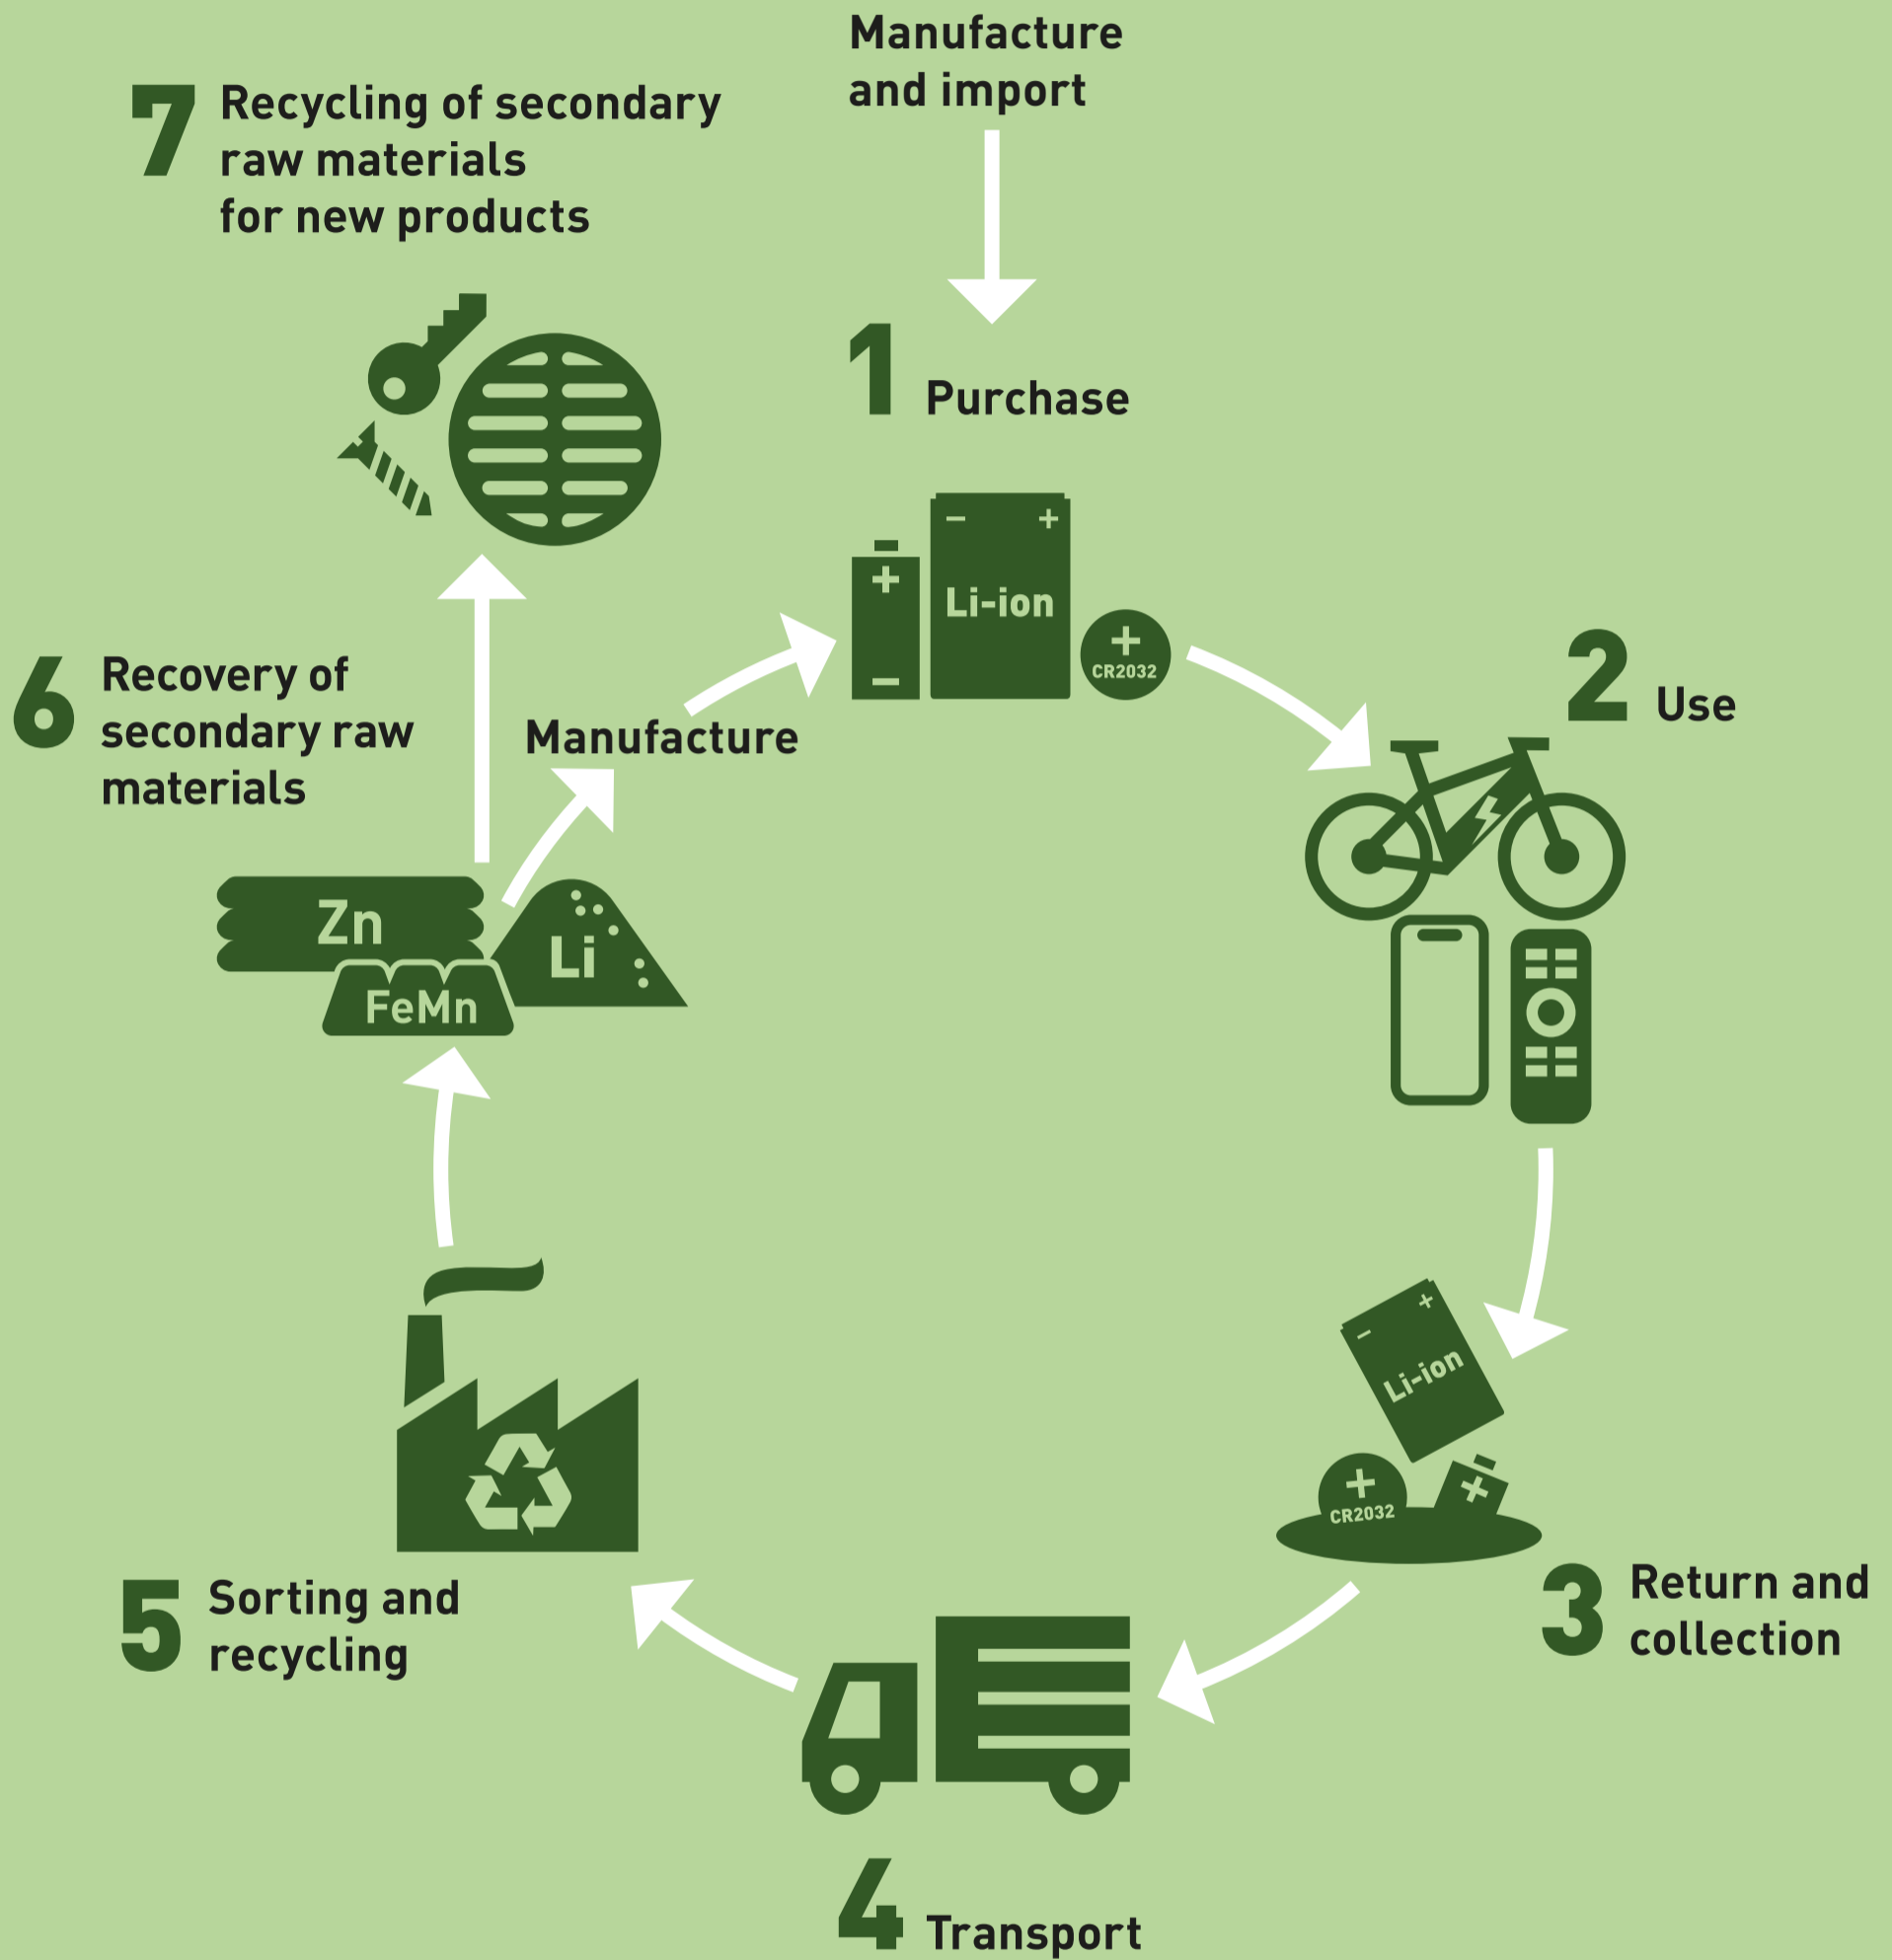 Manufacture
and import
1 Purchase
− +
Li-ion
+
−
+
CR2032
2 Use
+
−
Li-ion
+
CR2032
+
3 Return and
collection
4 Transport
5 Sorting and
recycling
6 Recovery of
secondary raw
materials
Zn
Li
FeMn
Manufacture
7 Recycling of secondary
raw materials
for new products